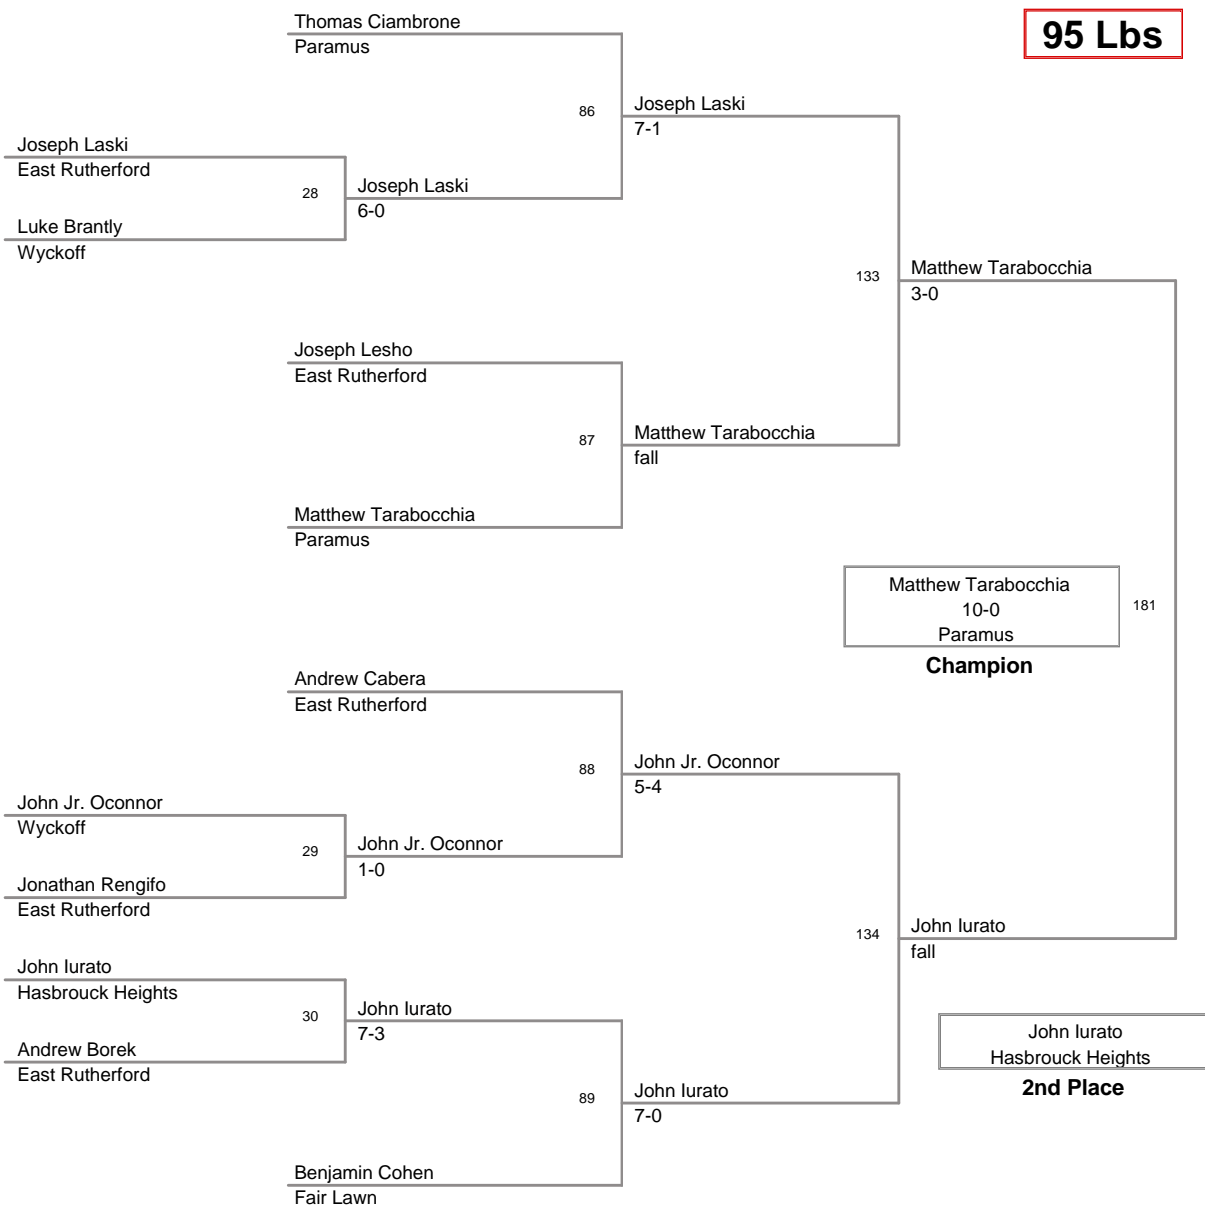 Thomas Ciambrone
Paramus
95 Lbs
86
Joseph Laski
7-1
Joseph Laski
East Rutherford
28
Joseph Laski
6-0
Luke Brantly
Wyckoff
133
Matthew Tarabocchia
3-0
Joseph Lesho
East Rutherford
87
Matthew Tarabocchia
fall
Matthew Tarabocchia
Paramus
Matthew Tarabocchia
10-0
Paramus
181
Champion
Andrew Cabera
East Rutherford
88
John Jr. Oconnor
5-4
John Jr. Oconnor
Wyckoff
29
John Jr. Oconnor
1-0
Jonathan Rengifo
East Rutherford
134
John Iurato
fall
John Iurato
Hasbrouck Heights
30
John Iurato
7-3
Andrew Borek
East Rutherford
John Iurato
Hasbrouck Heights
2nd Place
89
John Iurato
7-0
Benjamin Cohen
Fair Lawn